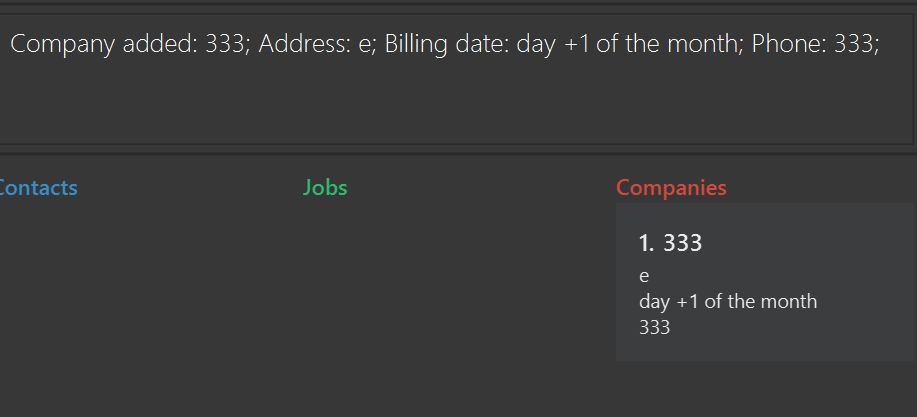 Company added: 333; Address: e; Billing date: day +1 of the month; Phone: 333;
Contacts
Jobs
Companies
1. 333
e
day +1 of the month
333